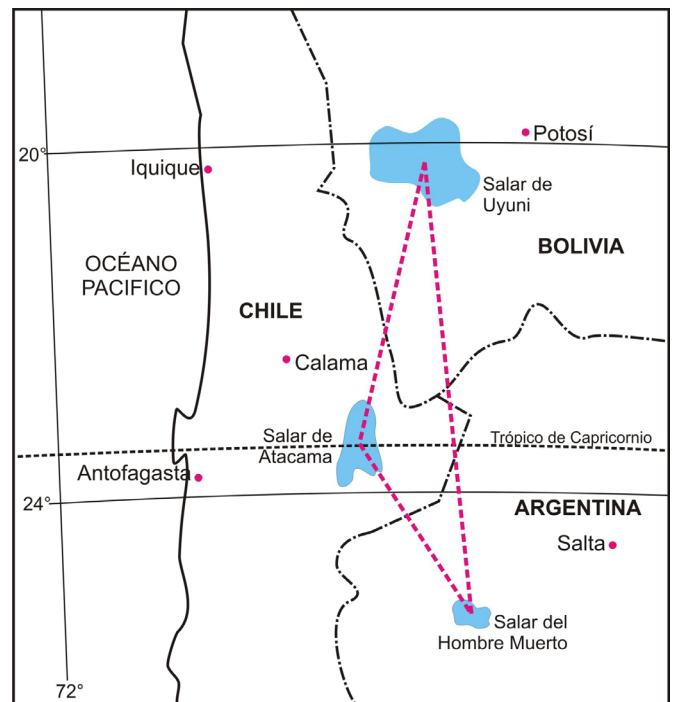 Potosí
20°
Iquique
Salar de
Uyuni
BOLIVIA
OCÉANO
PACIFICO
CHILE
Calama
Salar de
Atacama
Trópico de Capricornio
Antofagasta
24°
ARGENTINA
Salta
Salar del
Hombre Muerto
72°